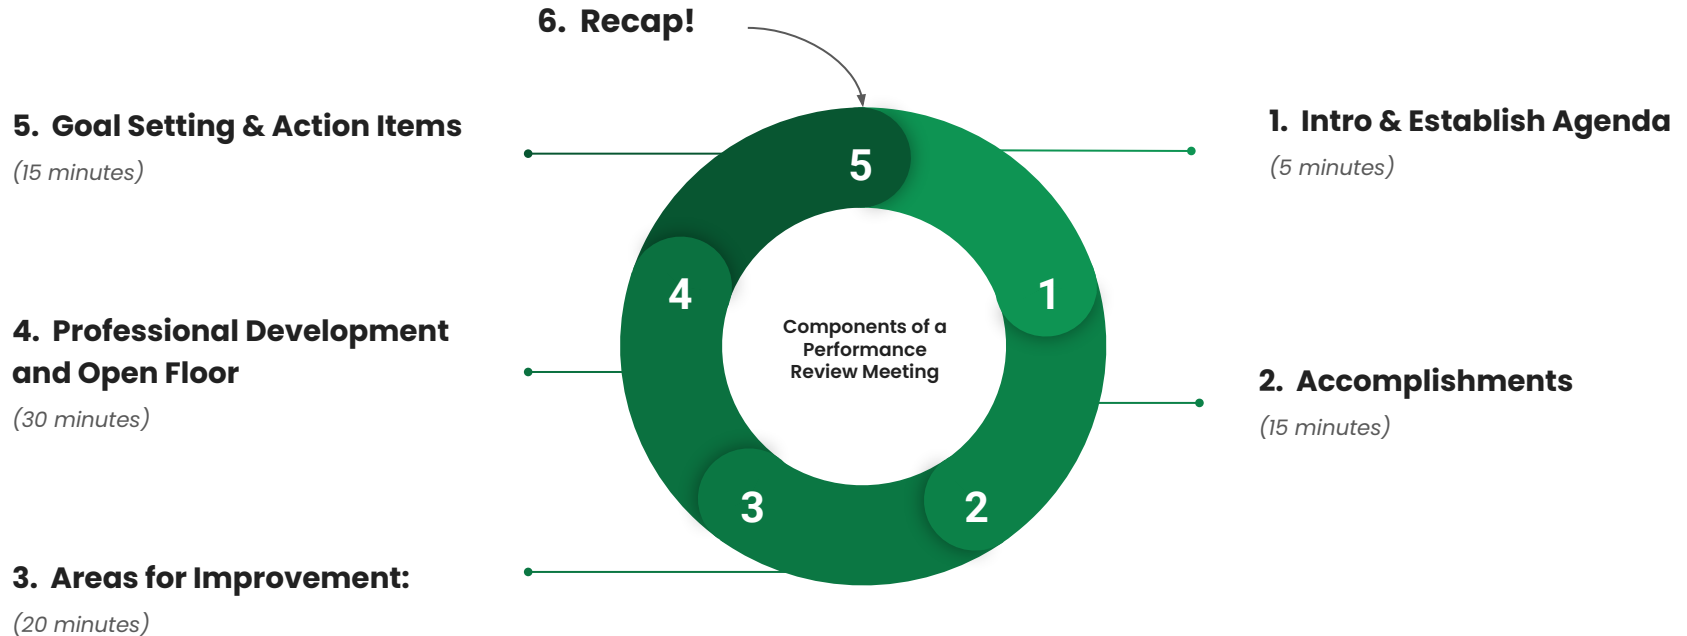 6. Recap!
5. Goal Setting & Action Items
(15 minutes)
1. Intro & Establish Agenda
(5 minutes)
5
4
1
4. Professional Development
and Open Floor
(30 minutes)
Components of a
Performance
Review Meeting
2. Accomplishments
(15 minutes)
3
2
3. Areas for Improvement:
(20 minutes)